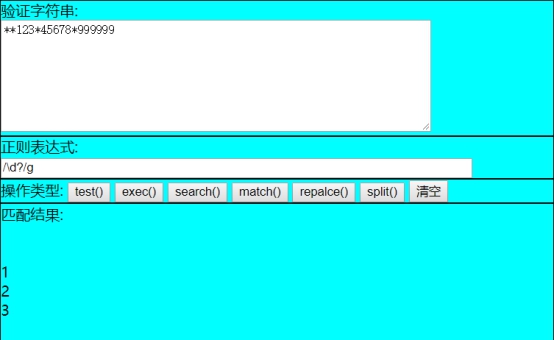 验证字符串:
**123*45678*999999
正则表达式:
/\d?/g
操作类型: test() exec() search() match() repalce() split() 清空
匹配结果:
1
2
3